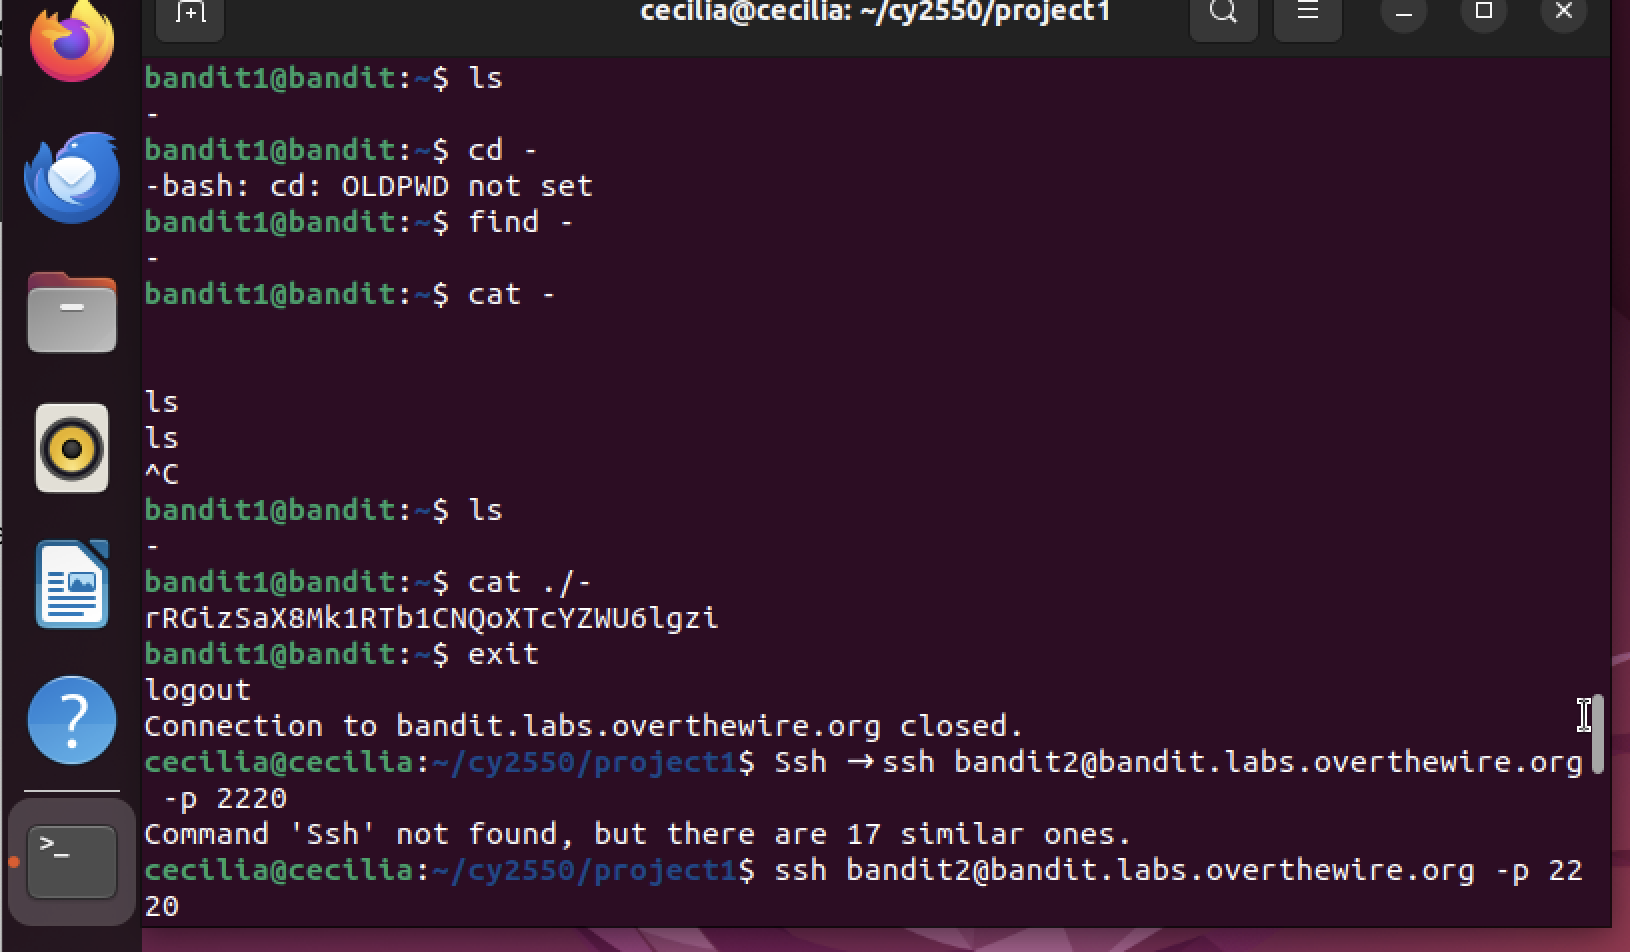 cecilia@cecilia: ~/cy2550/project1
bandit1@bandit:~$ ls
-
bandit1@bandit:~$ cd -
-bash: cd: OLDPWD not set
bandit1@bandit:~$ find -
-
bandit1@bandit:~$ cat -
ls
ls
^C
bandit1@bandit:~$ ls
-
bandit1@bandit:~$ cat ./-
rRGizSaX8Mk1RTb1CNQoXTcYZWU6lgzi
bandit1@bandit:~$ exit
logout
Connection to bandit.labs.overthewire.org closed.
cecilia@cecilia:~/cy2550/project1$ Ssh →ssh bandit2@bandit.labs.overthewire.org
 -p 2220
Command 'Ssh' not found, but there are 17 similar ones.
cecilia@cecilia:~/cy2550/project1$ ssh bandit2@bandit.labs.overthewire.org -p 22
20